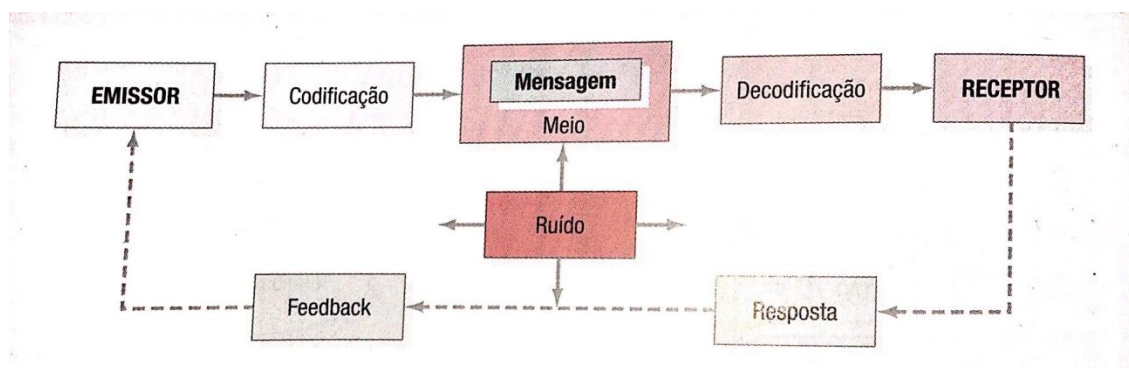 EMISSOR
Codificação
Mensagem
Meio
Decodificação
RECEPTOR
Ruído
Feedback
Resposta